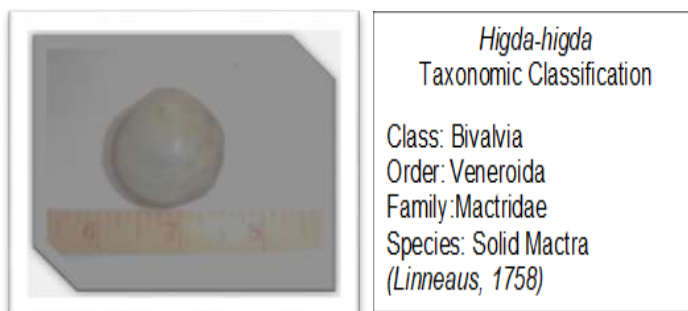 Higda-higda
Taxonomic Classification
Class: Bivalvia
Order: Veneroida
Family:Mactridae
Species: Solid Mactra
(Linneaus, 1758)